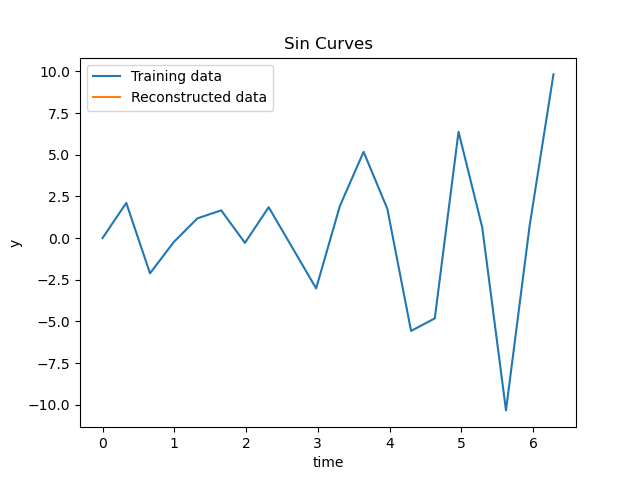 Sin Curves
Training data
Reconstructed data
10.0
7.5
5.0
2.5
0.0
−2.5
−5.0
−7.5
−10.0
y
0 1 2 3 4 5 6
time